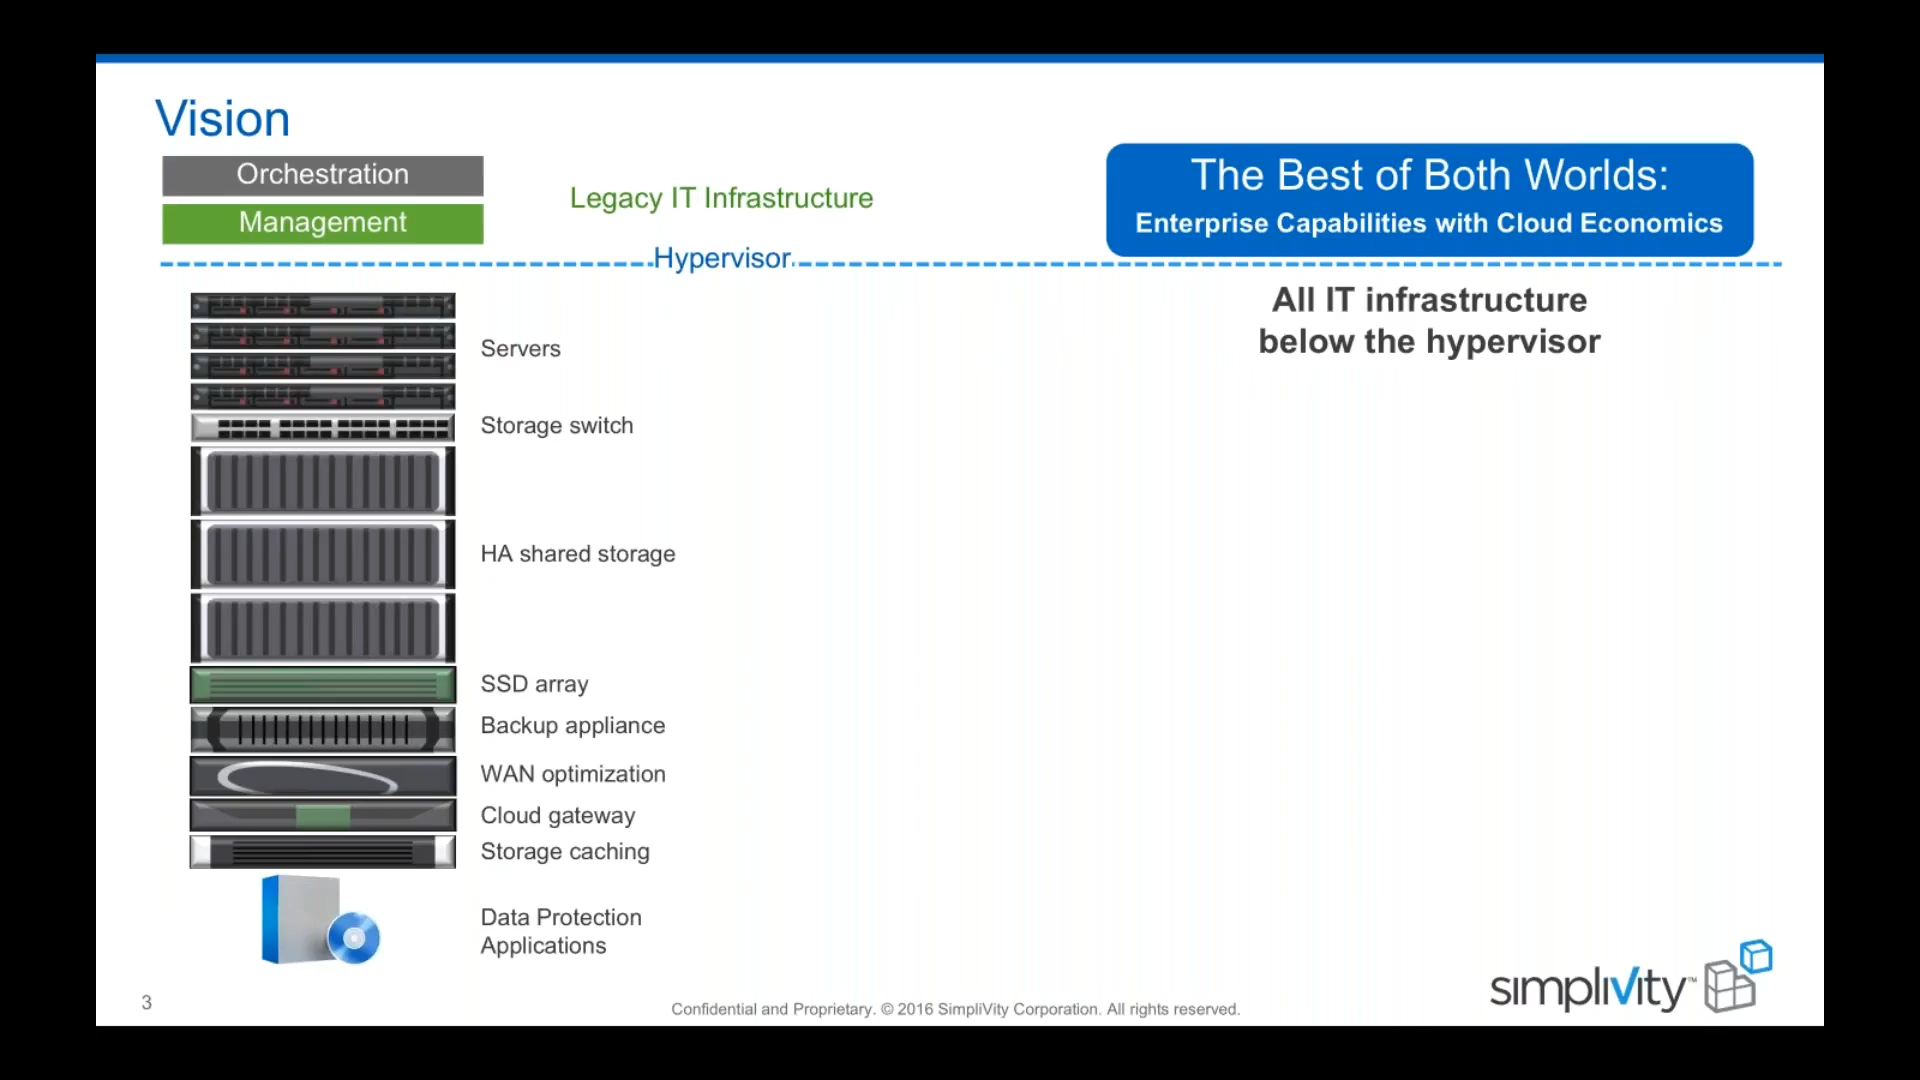 Vision
Orchestration
Management
Legacy IT Infrastructure
The Best of Both Worlds:
Enterprise Capabilities with Cloud Economics
Hypervisor
All IT infrastructure
below the hypervisor
Servers
Storage switch
HA shared storage
SSD array
Backup appliance
WAN optimization
Cloud gateway
Storage caching
Data Protection
Applications
simplivity™
3
Confidential and Proprietary. © 2016 SimpliVity Corporation. All rights reserved.